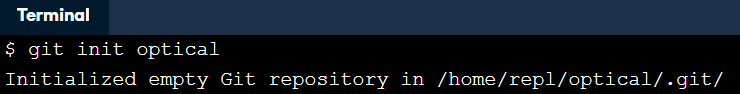 Terminal
$ git init optical
Initialized empty Git repository in /home/repl/optical/.git/